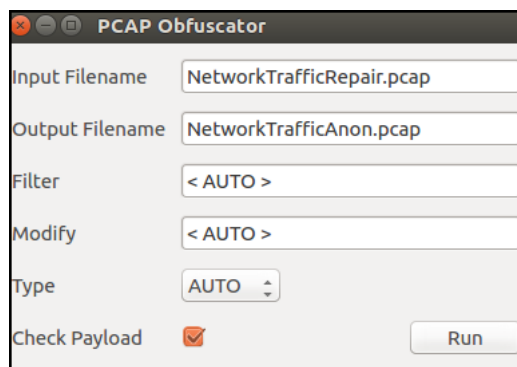 PCAP Obfuscator
Input Filename NetworkTrafficRepair.pcap
Output Filename NetworkTrafficAnon.pcap
Filter < AUTO >
Modify < AUTO >
Type AUTO
Check Payload Run